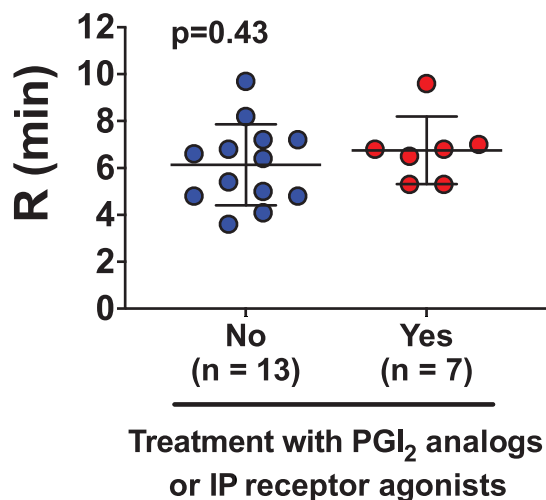 p=0.43
R (min)
12
10
8
6
4
2
0
No
(n = 13)
Yes
(n = 7)
Treatment with PGI₂ analogs
or IP receptor agonists